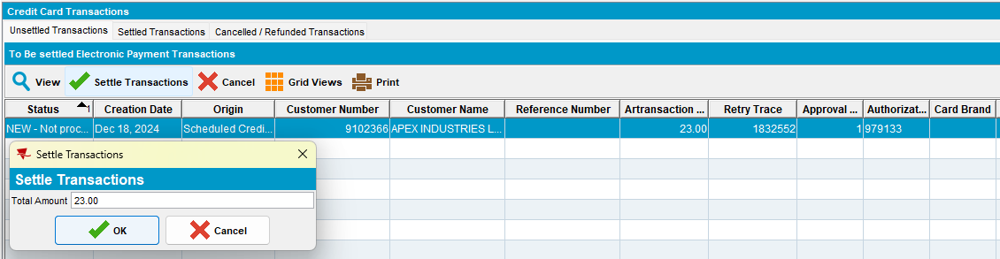 Credit Card Transactions
Unsettled Transactions Settled Transactions Cancelled / Refunded Transactions
To Be settled Electronic Payment Transactions
View Settle Transactions Cancel Grid Views Print
Status 1 Creation Date Origin Customer Number Customer Name Reference Number Artransaction ... Retry Trace Approval ... Authorizat... Card Brand
NEW - Not proc... Dec 18, 2024 Scheduled Credi... 9102366 APEX INDUSTRIES L... 23.00 1832552 1 979133
Settle Transactions
Settle Transactions
Total Amount 23.00
OK Cancel